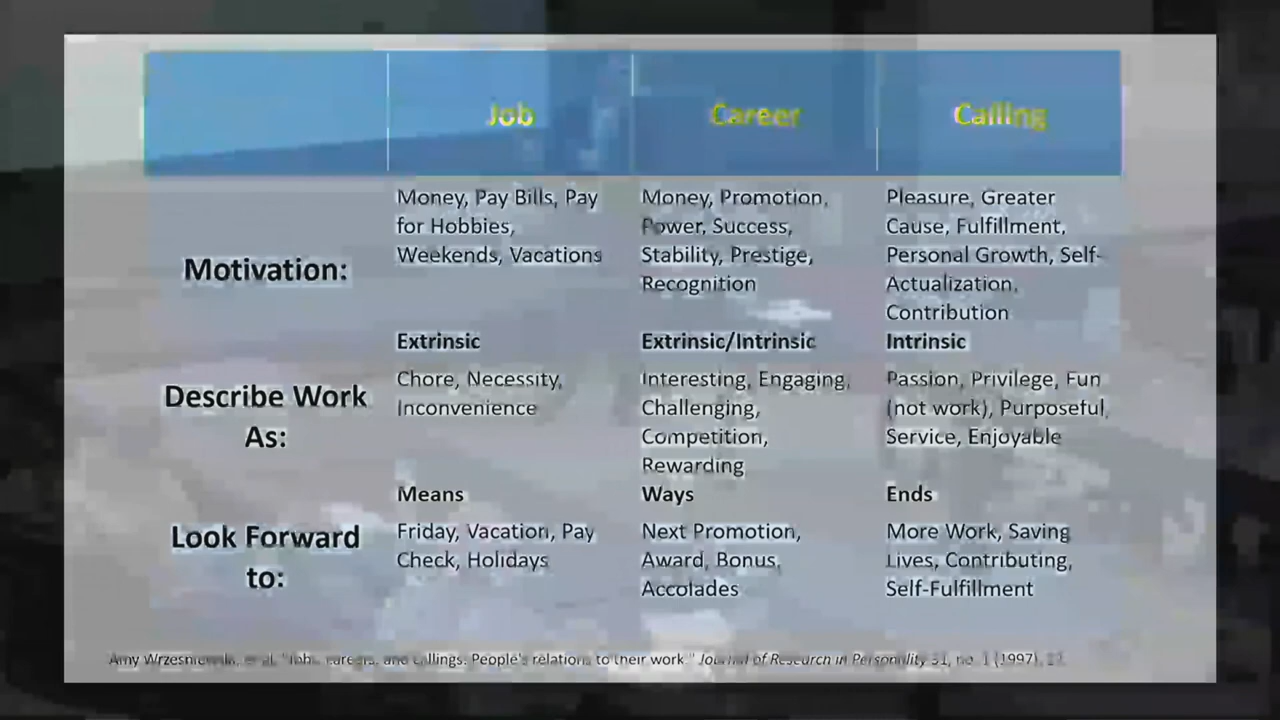 Job
Career
Calling
Motivation:
Money, Pay Bills, Pay
for Hobbies,
Weekends, Vacations
Extrinsic
Money, Promotion,
Power, Success,
Stability, Prestige,
Recognition
Extrinsic/Intrinsic
Pleasure, Greater
Cause, Fulfillment,
Personal Growth, Self-
Actualization,
Contribution
Intrinsic
Describe Work
As:
Chore, Necessity,
Inconvenience
Means
Interesting, Engaging,
Challenging,
Competition,
Rewarding
Ways
Passion, Privilege, Fun
(not work), Purposeful,
Service, Enjoyable
Ends
Look Forward
to:
Friday, Vacation, Pay
Check, Holidays
Next Promotion,
Award, Bonus,
Accolades
More Work, Saving
Lives, Contributing,
Self-Fulfillment
Amy et al. "Jobs, careers, and callings: People's relations to their work." Journal of Research in Personality 31, no. 1 (1997),